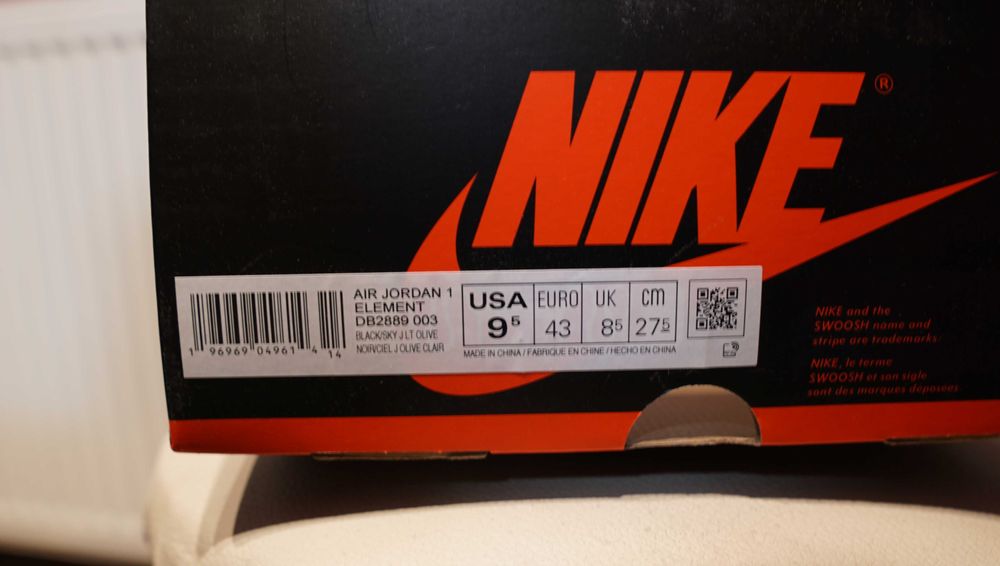 NIKE ®
AIR JORDAN 1
ELEMENT
DB2889 003
BLACK/SKY J LT OLIVE
NOIR/CIEL J OLIVE CLAIR
1 96969 04961 4 14
USA EURO UK cm
9⁵ 43 8⁵ 27⁵
MADE IN CHINA / FABRIQUE EN CHINE / HECHO EN CHINA
NIKE and the
SWOOSH name and
stripe are trademarks.
NIKE, le terme
SWOOSH et son sigle
sont des marques déposées.